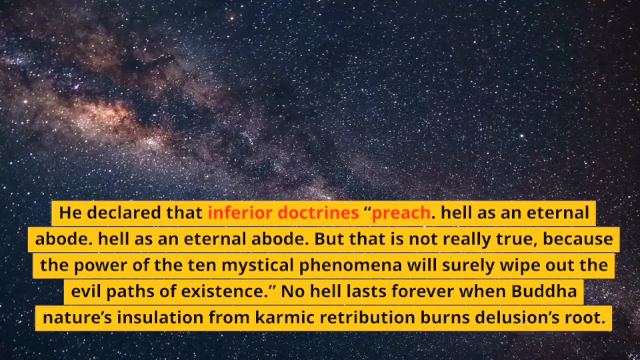 He declared that inferior doctrines “preach. hell as an eternal
abode. hell as an eternal abode. But that is not really true, because
the power of the ten mystical phenomena will surely wipe out the
evil paths of existence.” No hell lasts forever when Buddha
nature’s insulation from karmic retribution burns delusion’s root.